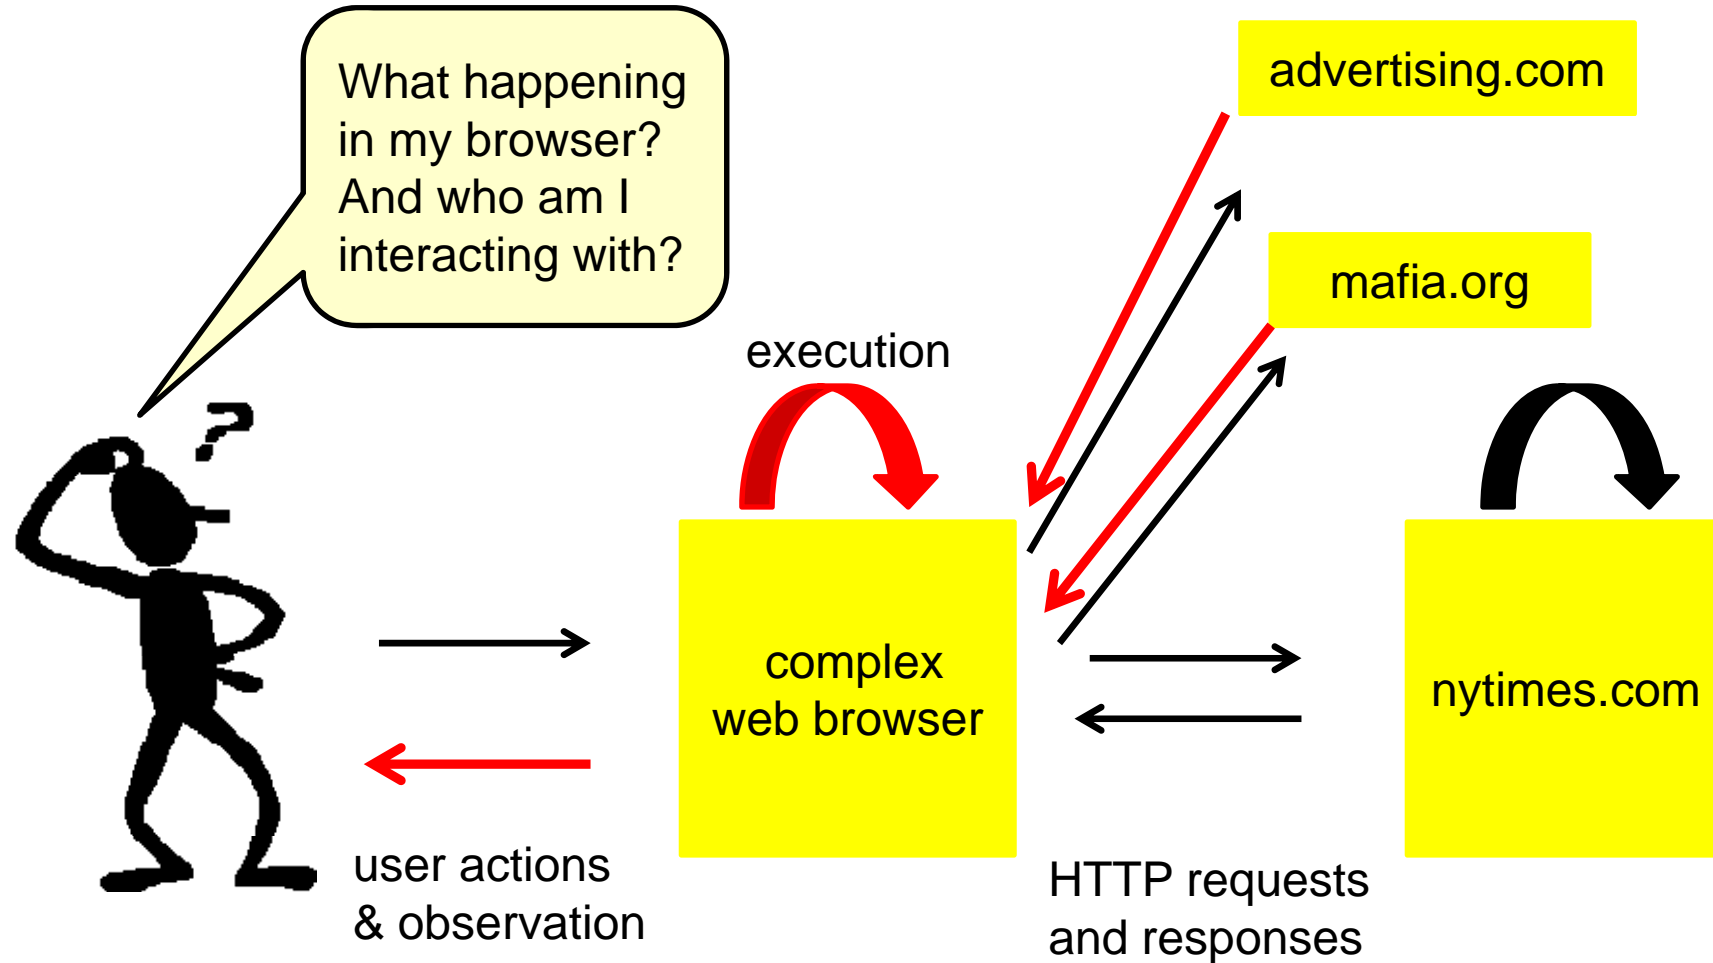 What happening
in my browser?
And who am I
interacting with?
advertising.com
mafia.org
execution
?
complex
web browser
nytimes.com
user actions
& observation
HTTP requests
and responses